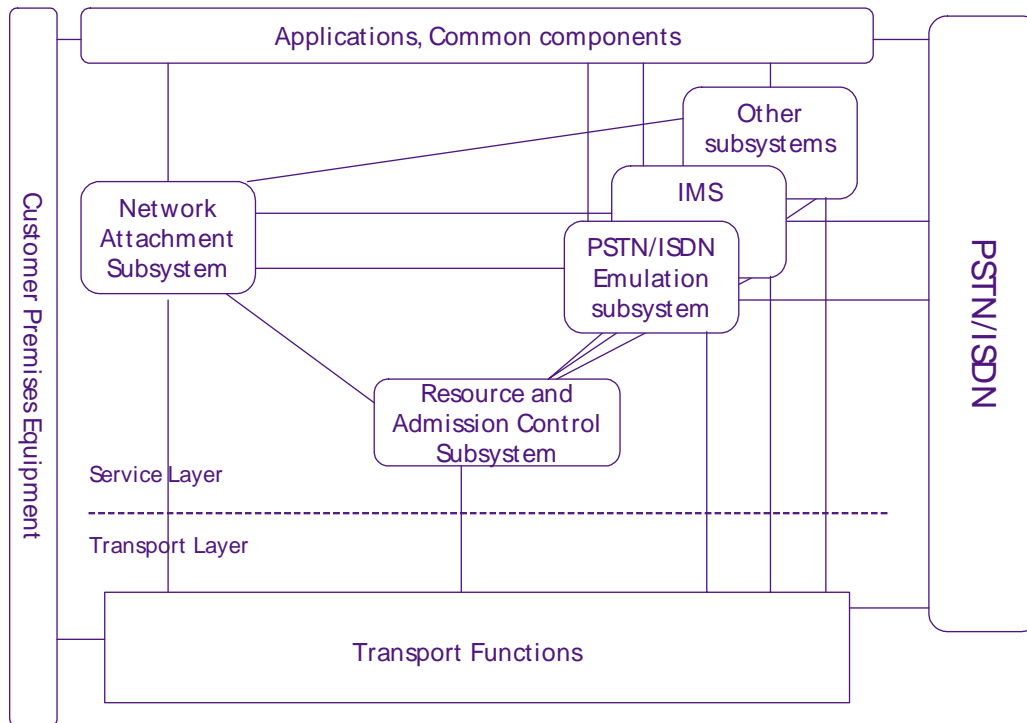 Applications, Common components
Other
subsystems
IMS
Network
Attachment
Subsystem
PSTN/ISDN
Emulation
subsystem
Resource and
Admission Control
Subsystem
Service Layer
Transport Layer
Transport Functions
Customer Premises Equipment
PSTN/ISDN